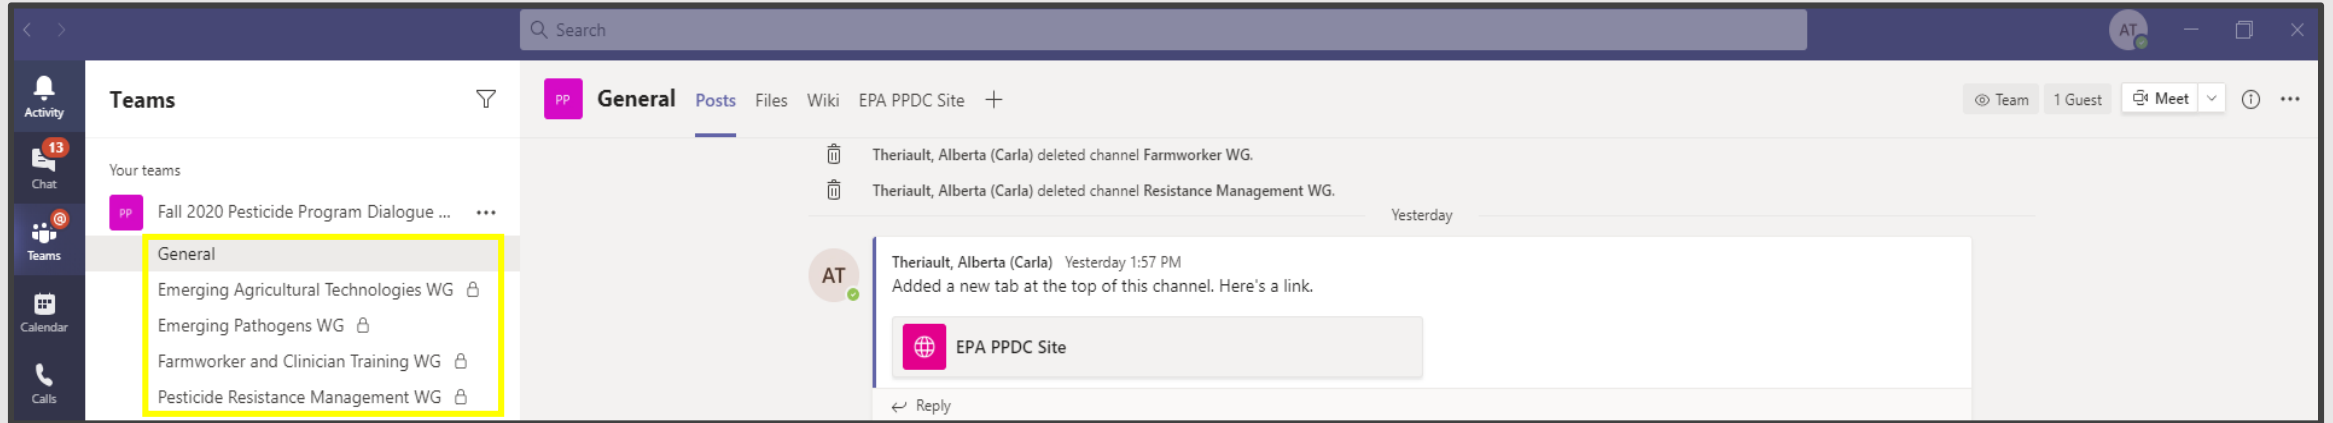 Search
AT
Activity
13
Chat
@
Teams
Calendar
Calls
Teams
Your teams
PP Fall 2020 Pesticide Program Dialogue ...
General
Emerging Agricultural Technologies WG
Emerging Pathogens WG
Farmworker and Clinician Training WG
Pesticide Resistance Management WG
PP General Posts Files Wiki EPA PPDC Site +
Team 1 Guest Meet
Theriault, Alberta (Carla) deleted channel Farmworker WG.
Theriault, Alberta (Carla) deleted channel Resistance Management WG.
Yesterday
AT
Theriault, Alberta (Carla) Yesterday 1:57 PM
Added a new tab at the top of this channel. Here's a link.
EPA PPDC Site
Reply